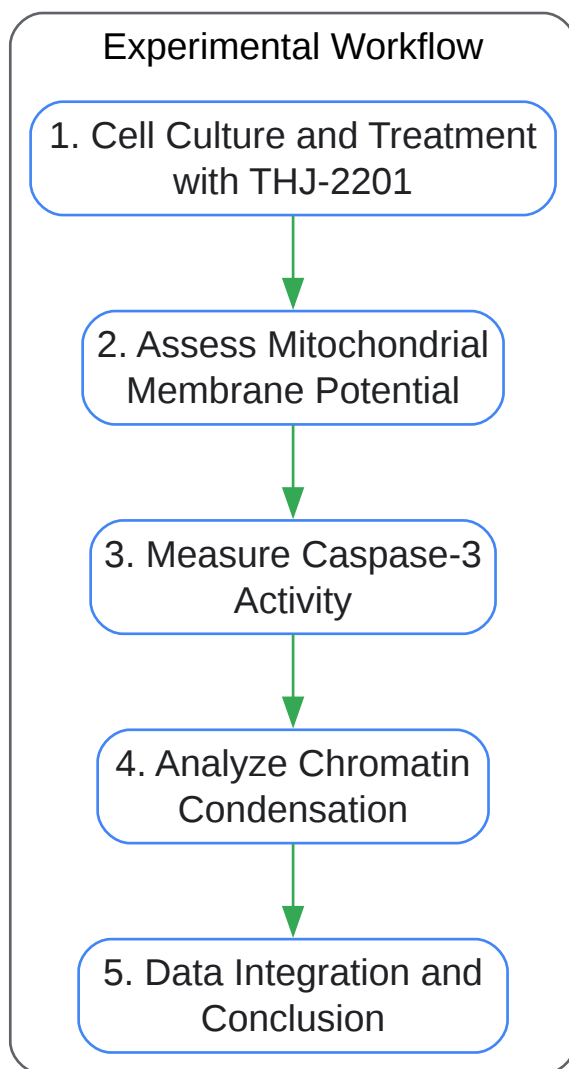 Experimental Workflow
1. Cell Culture and Treatment
with THJ-2201
2. Assess Mitochondrial
Membrane Potential
3. Measure Caspase-3
Activity
4. Analyze Chromatin
Condensation
5. Data Integration and
Conclusion